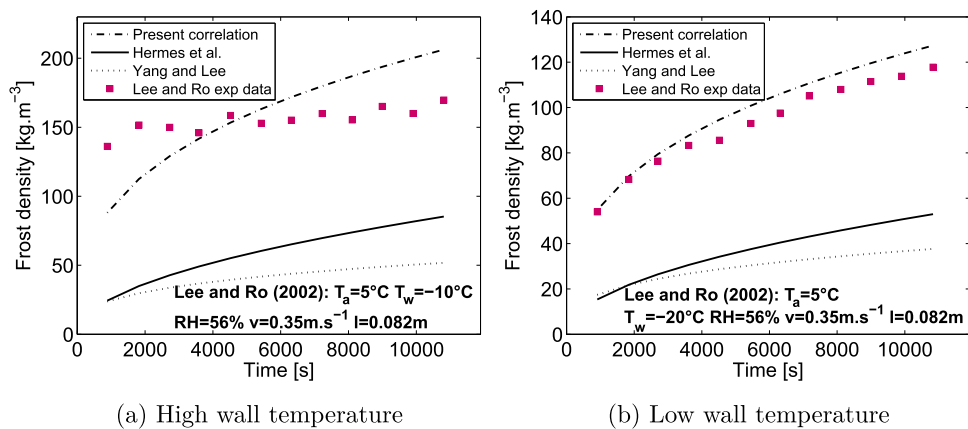 Frost density [kg.m−3]
200
150
100
50
0
Present correlation
Hermes et al.
Yang and Lee
Lee and Ro exp data
Lee and Ro (2002): Ta=5°C Tw=−10°C
RH=56% v=0.35m.s−1 l=0.082m
0 2000 4000 6000 8000 10000
Time [s]
(a) High wall temperature
Frost density [kg.m−3]
140
120
100
80
60
40
20
0
Present correlation
Hermes et al.
Yang and Lee
Lee and Ro exp data
Lee and Ro (2002): Ta=5°C
Tw=−20°C RH=56% v=0.35m.s−1 l=0.082m
0 2000 4000 6000 8000 10000
Time [s]
(b) Low wall temperature